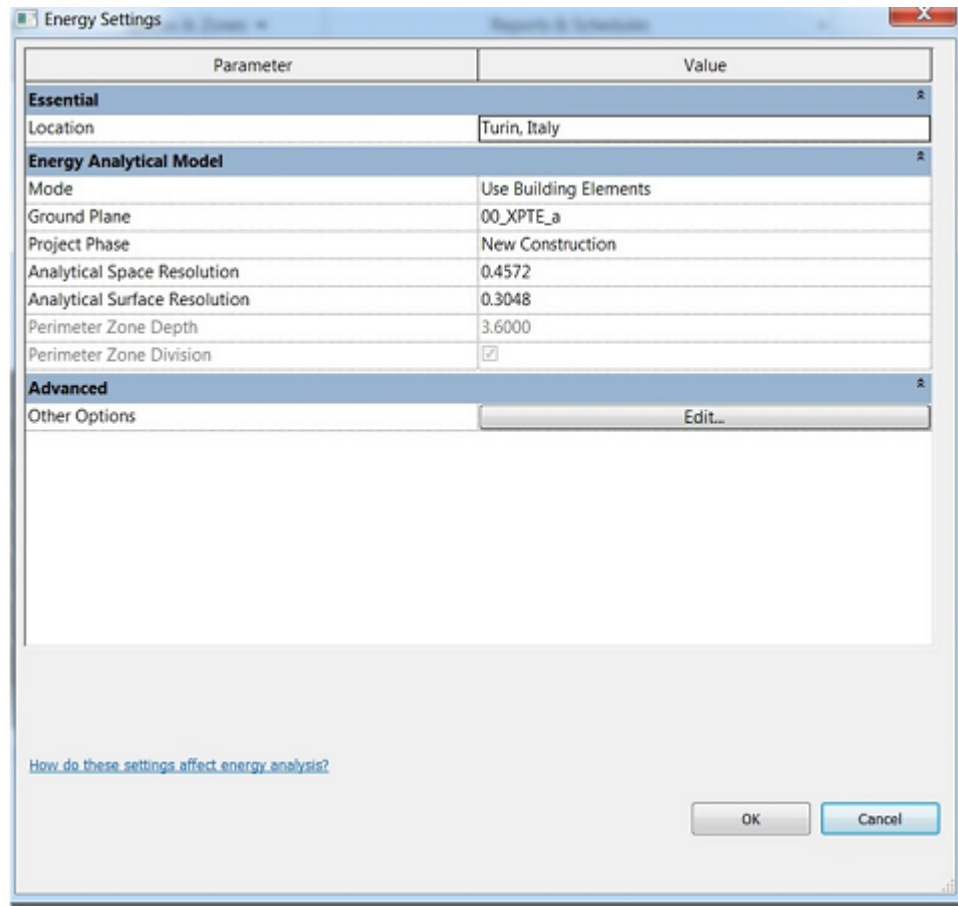 Energy Settings
Reports & Schedules
Parameter Value
Essential
Location Turin, Italy
Energy Analytical Model
Mode Use Building Elements
Ground Plane 00_XPTE_a
Project Phase New Construction
Analytical Space Resolution 0.4572
Analytical Surface Resolution 0.3048
Perimeter Zone Depth 3.6000
Perimeter Zone Division
Advanced
Other Options Edit...
How do these settings affect energy analysis?
OK Cancel